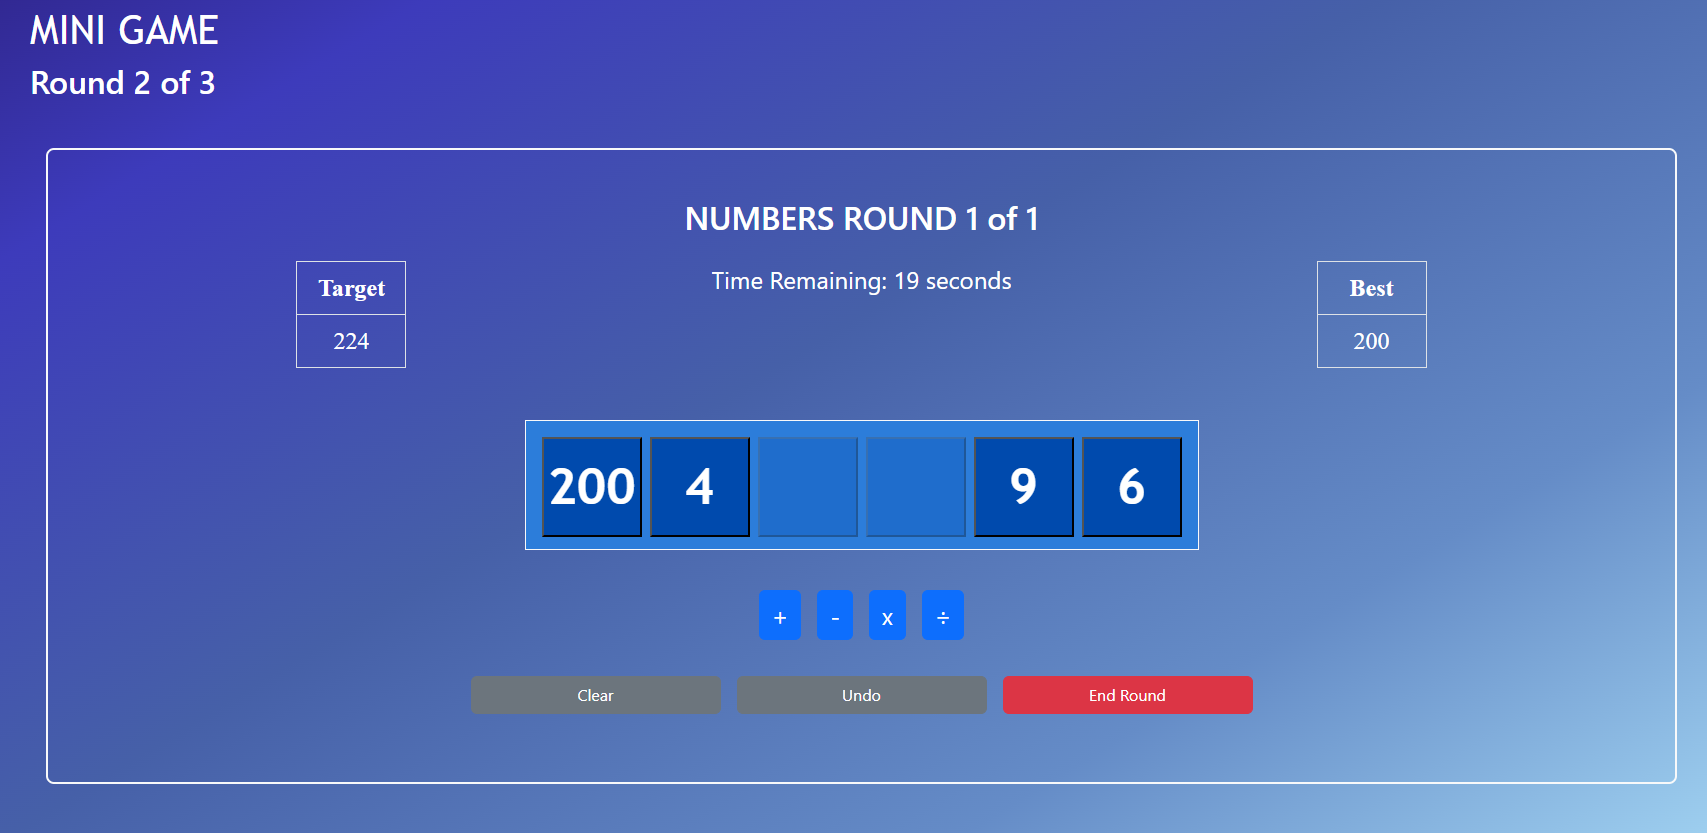 MINI GAME
Round 2 of 3
NUMBERS ROUND 1 of 1
Time Remaining: 19 seconds
Target
224
Best
200
200 4 9 6
+ - x ÷
Clear Undo End Round